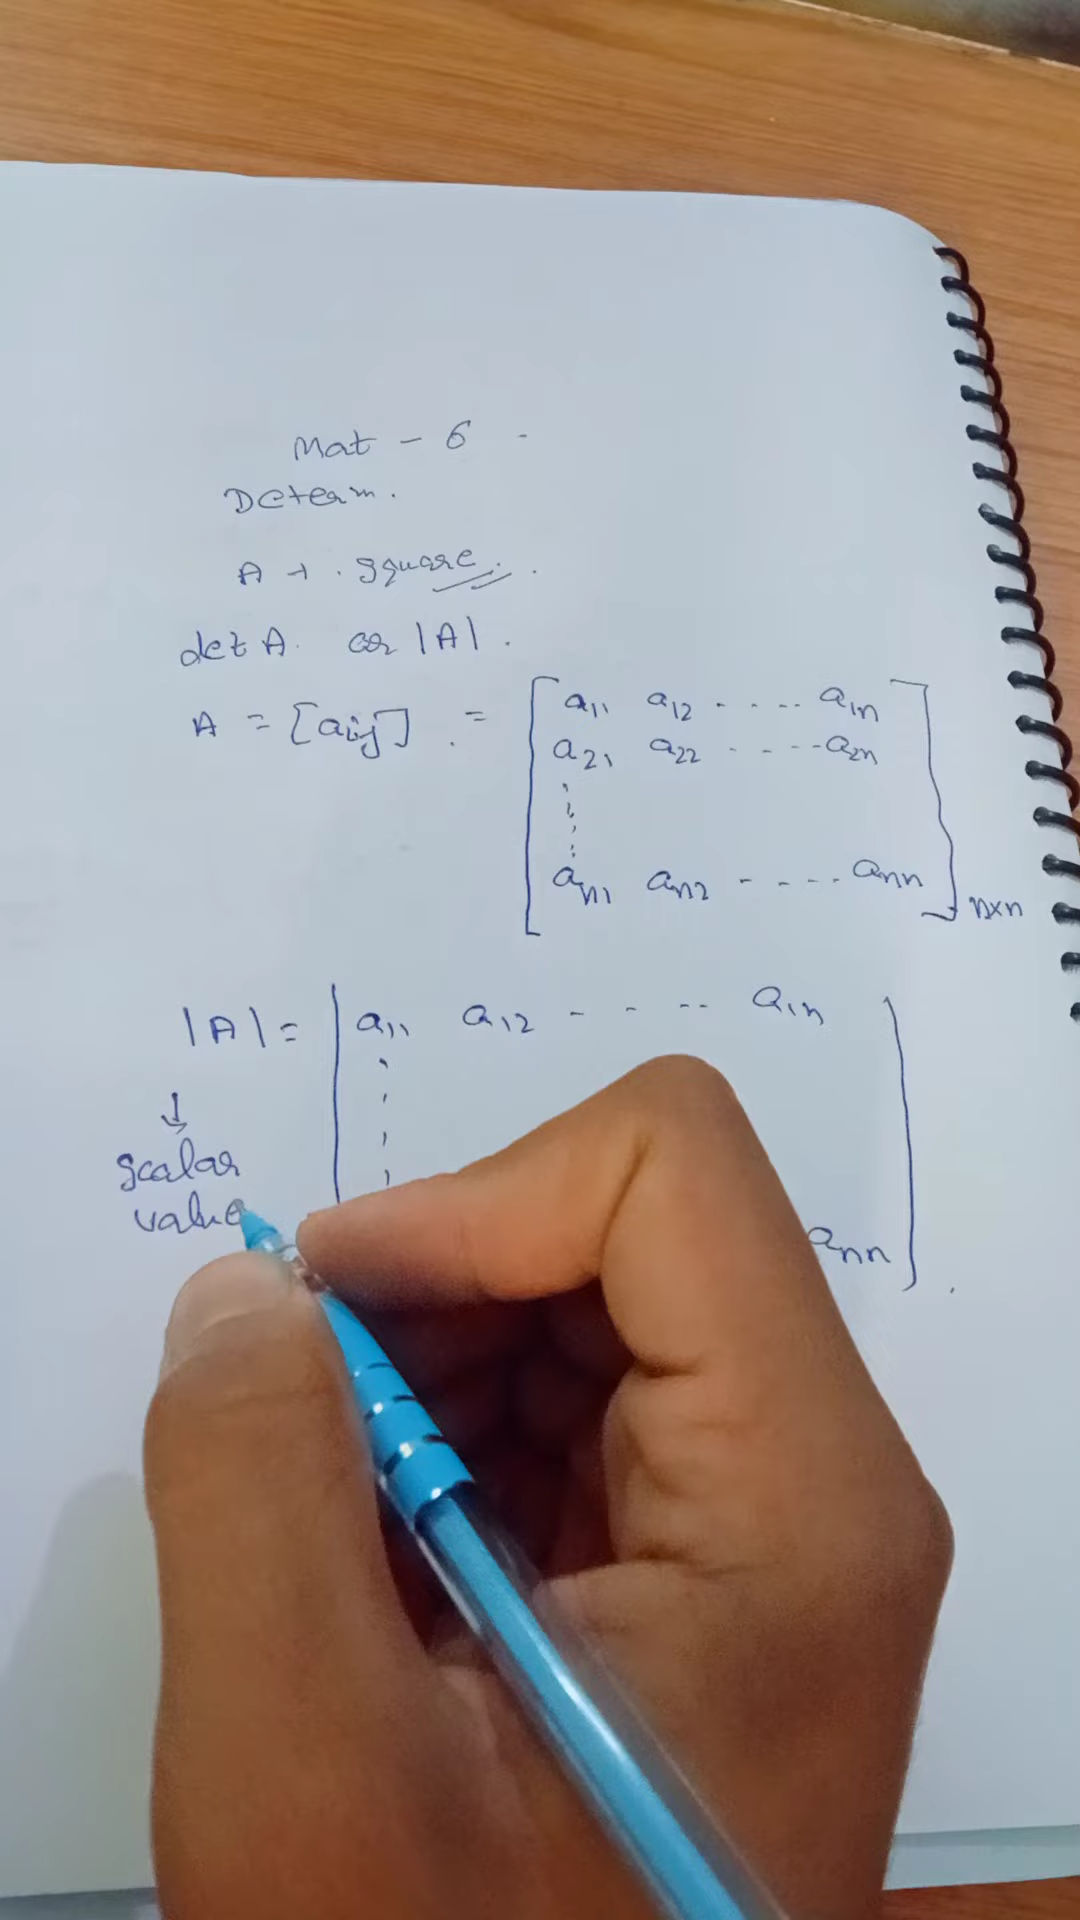 Mat - 6 -
Determ.
A → . square .
det A. or |A| .
A = [aij] . = [ a11 a12 - - - - - a1n
a21 a22 - - - - - a2n
an1 an2 - - - - - ann ] n×n
|A| = | a11 a12 - - - - a1n
↓
scalar
value
ann | .